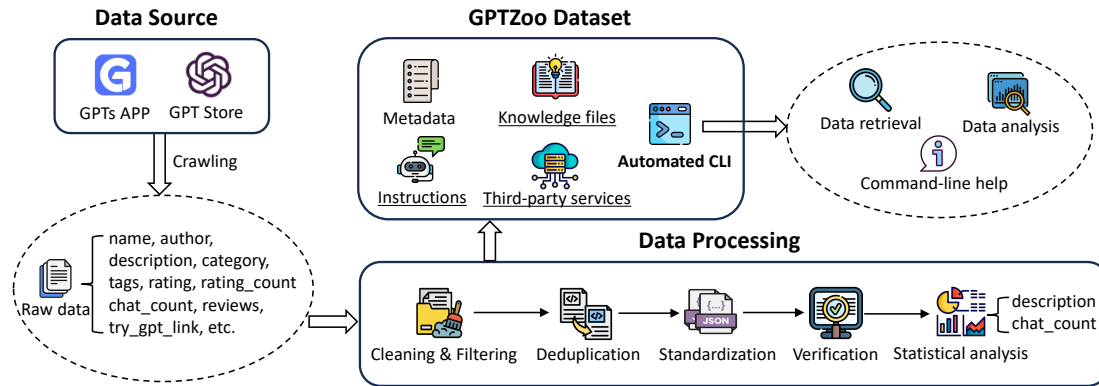 Data Source
GPTs APP
GPT Store
Crawling
Raw data
name, author,
description, category,
tags, rating, rating_count
chat_count, reviews,
try_gpt_link, etc.
GPTZoo Dataset
Metadata
Knowledge files
Instructions
Third-party services
Automated CLI
Data retrieval
Data analysis
Command-line help
Data Processing
Cleaning & Filtering
Deduplication
{...}
JSON
Standardization
Verification
Statistical analysis
description
chat_count